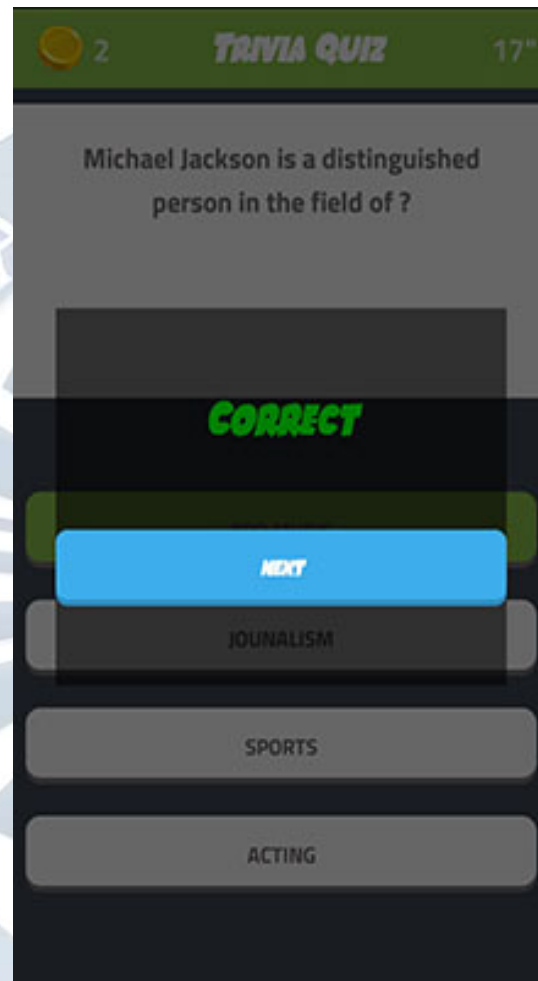 2 TRIVIA QUIZ 17"
Michael Jackson is a distinguished
person in the field of ?
CORRECT
NEXT
JOUNALISM
SPORTS
ACTING